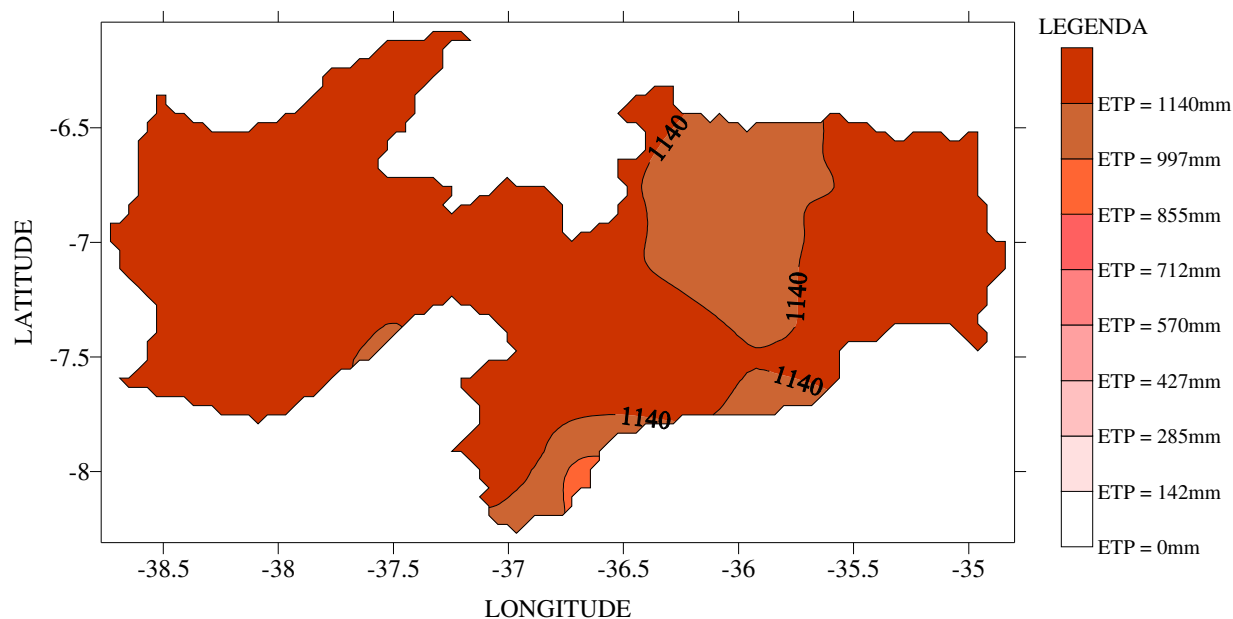 LEGENDA
ETP = 1140mm
ETP = 997mm
ETP = 855mm
ETP = 712mm
ETP = 570mm
ETP = 427mm
ETP = 285mm
ETP = 142mm
ETP = 0mm
LATITUDE
-6.5
-7
-7.5
-8
1140
1140
1140
1140
-38.5 -38 -37.5 -37 -36.5 -36 -35.5 -35
LONGITUDE